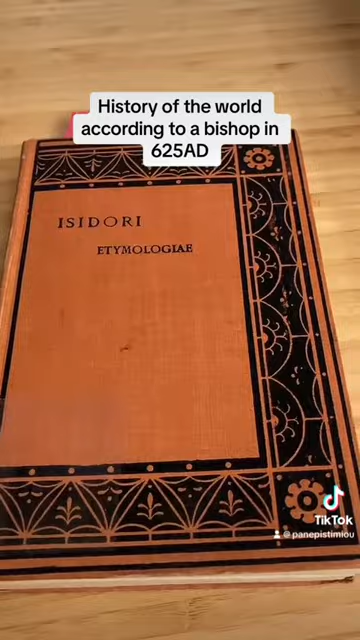 History of the world
according to a bishop in
625AD
ISIDORI
ETYMOLOGIAE
TikTok
@panepistimiou